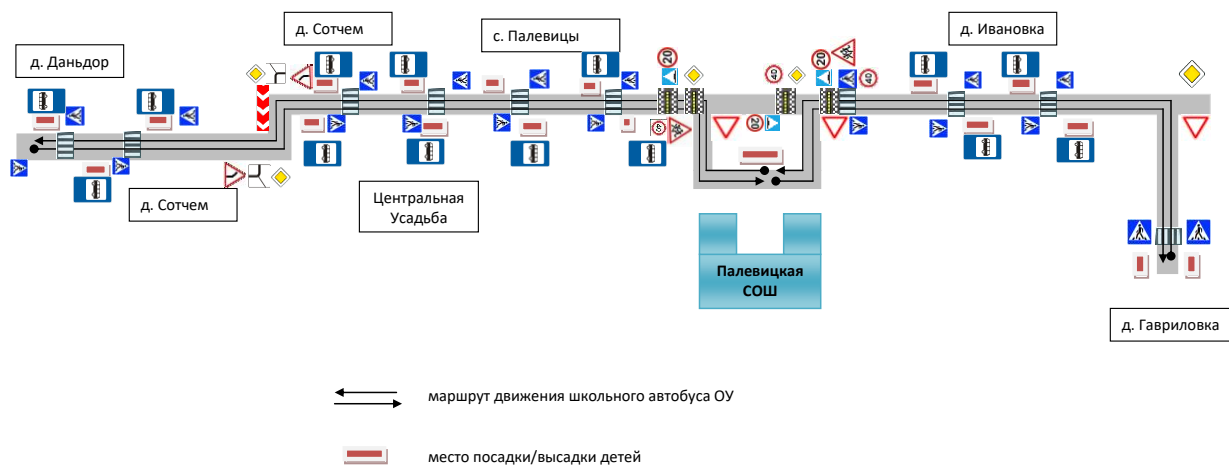 д. Сотчем
с. Палевицы
д. Ивановка
д. Даньдор
20
20
40
40
20
д. Сотчем
Центральная
Усадьба
Палевицкая
СОШ
д. Гавриловка
маршрут движения школьного автобуса ОУ
место посадки/высадки детей